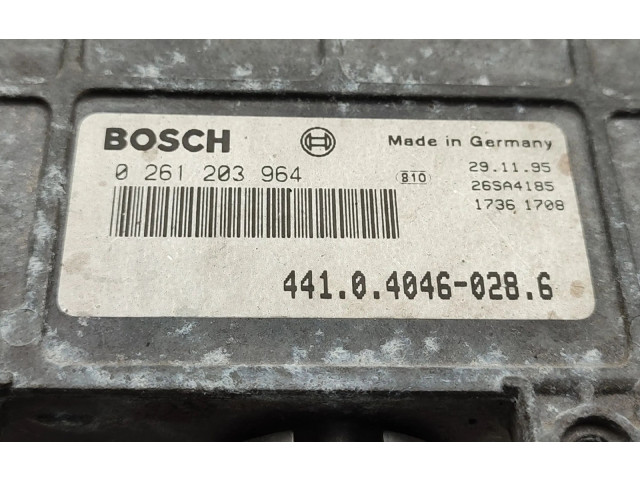 BOSCH Made in Germany
0 261 203 964 810 29.11.95
26SA4185
1736 1708
441.0.4046-028.6